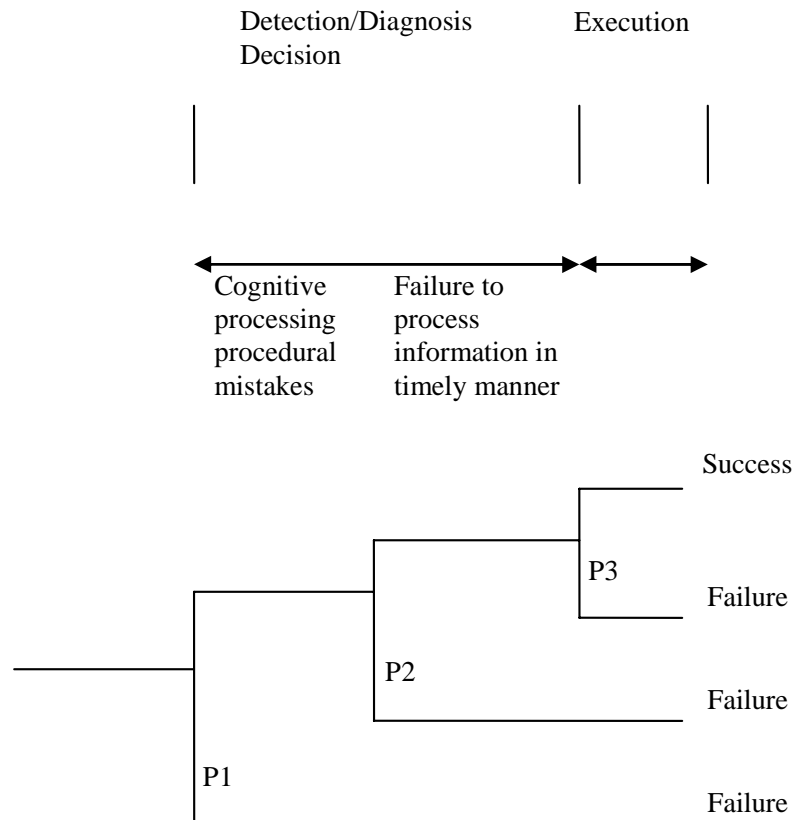 Detection/Diagnosis
Decision
Execution
Cognitive
processing
procedural
mistakes
Failure to
process
information in
timely manner
Success
P3
Failure
P2
Failure
P1
Failure